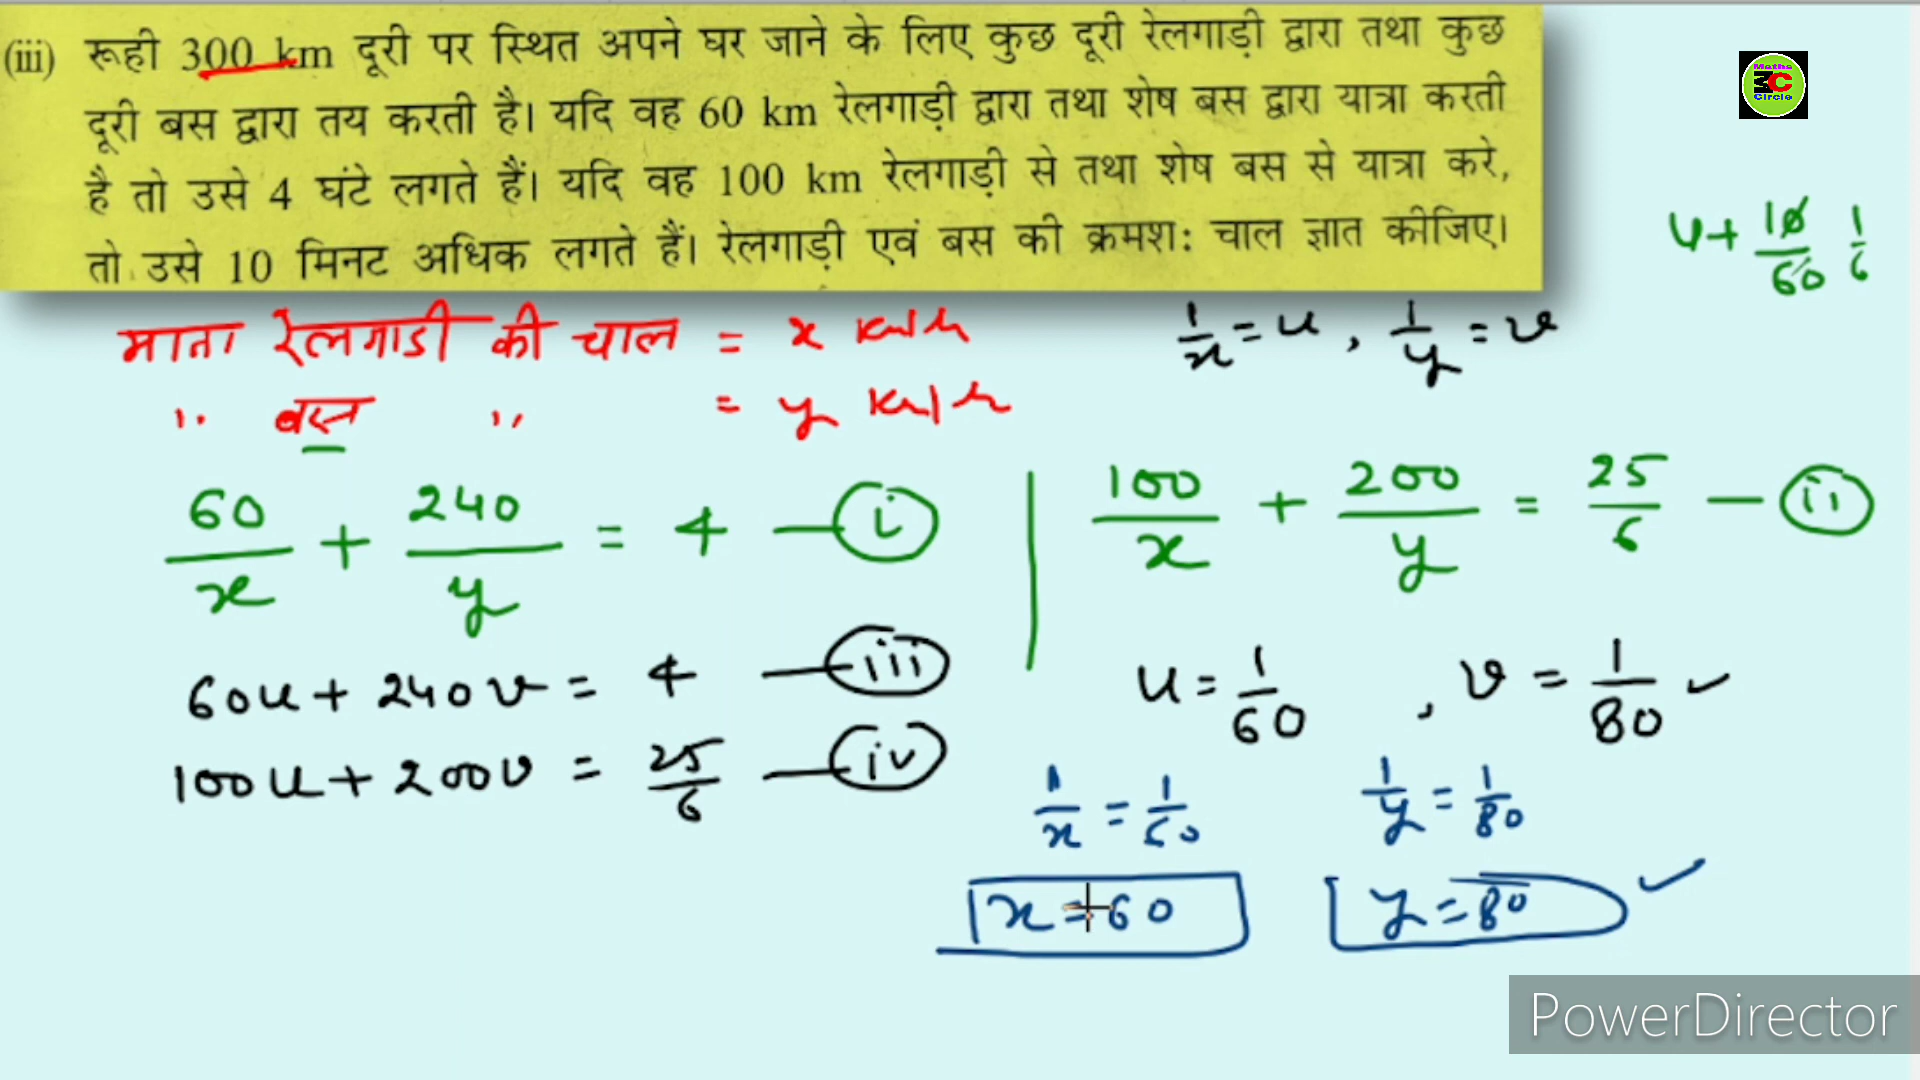 (iii) रूही 300 km दूरी पर स्थित अपने घर जाने के लिए कुछ दूरी रेलगाड़ी द्वारा तथा कुछ
दूरी बस द्वारा तय करती है। यदि वह 60 km रेलगाड़ी द्वारा तथा शेष बस द्वारा यात्रा करती
है तो उसे 4 घंटे लगते हैं। यदि वह 100 km रेलगाड़ी से तथा शेष बस से यात्रा करे,
तो उसे 10 मिनट अधिक लगते हैं। रेलगाड़ी एवं बस की क्रमश: चाल ज्ञात कीजिए।
Maths
3C
Circle
4+ 10/60 1/6
माना रेलगाडी की चाल = x km/h
1/x = u , 1/y = v
" बस " = y km/h
60/x + 240/y = 4 — (i)
100/x + 200/y = 25/6 — (ii)
60u + 240v = 4 — (iii)
u = 1/60 , v = 1/80 ✓
100u + 200v = 25/6 — (iv)
1/x = 1/60 1/y = 1/80
x = 60 y = 80 ✓
PowerDirector